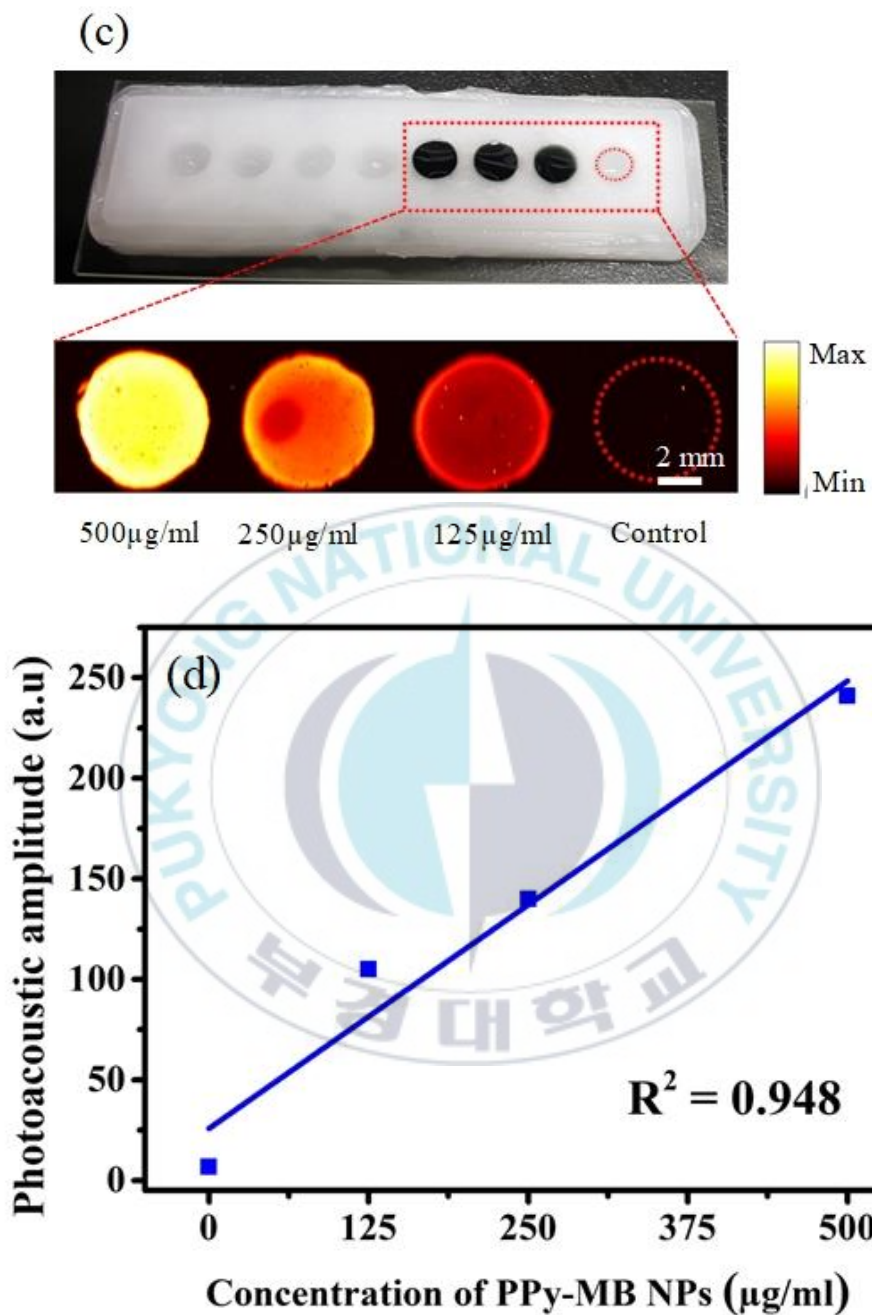 (c)
Max
2 mm
Min
500µg/ml 250µg/ml 125µg/ml Control
PUKYONG NATIONAL UNIVERSITY
(d)
250
200
150
100
50
0
Photoacoustic amplitude (a.u)
부경대학교
R² = 0.948
0 125 250 375 500
Concentration of PPy-MB NPs (µg/ml)